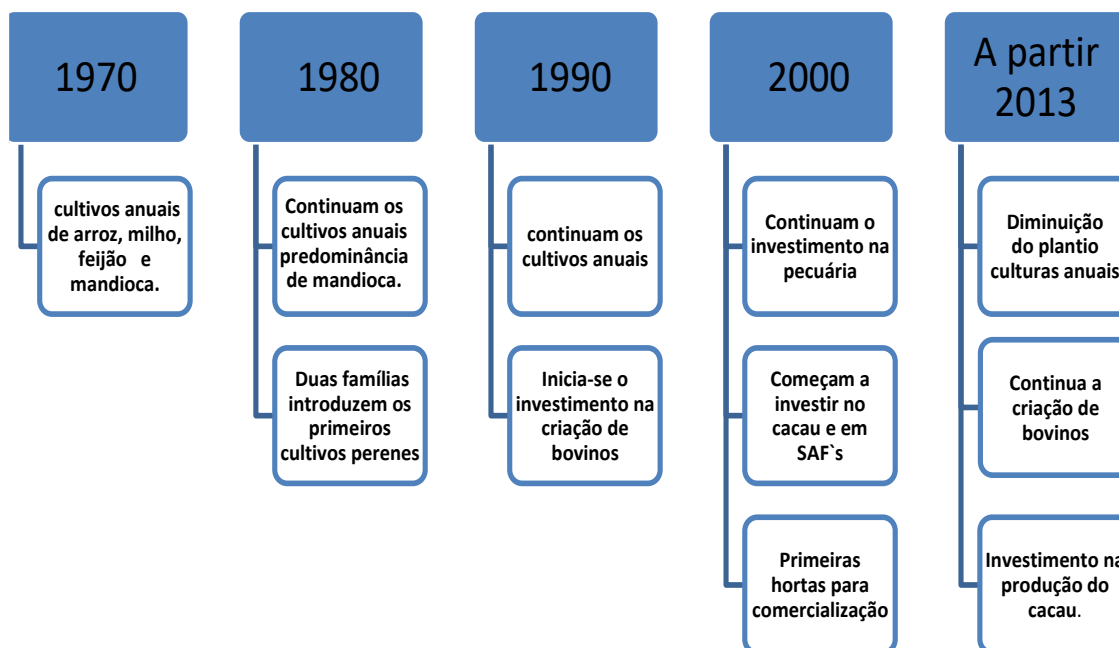 1970
cultivos anuais
de arroz, milho,
feijão e
mandioca.
1980
Continuam os
cultivos anuais
predominância
de mandioca.
Duas famílias
introduzem os
primeiros
cultivos perenes
1990
continuam os
cultivos anuais
Inicia-se o
investimento na
criação de
bovinos
2000
Continuam o
investimento na
pecuária
Começam a
investir no
cacau e em
SAF`s
Primeiras
hortas para
comercialização
A partir
2013
Diminuição
do plantio
culturas anuais
Continua a
criação de
bovinos
Investimento na
produção do
cacau.